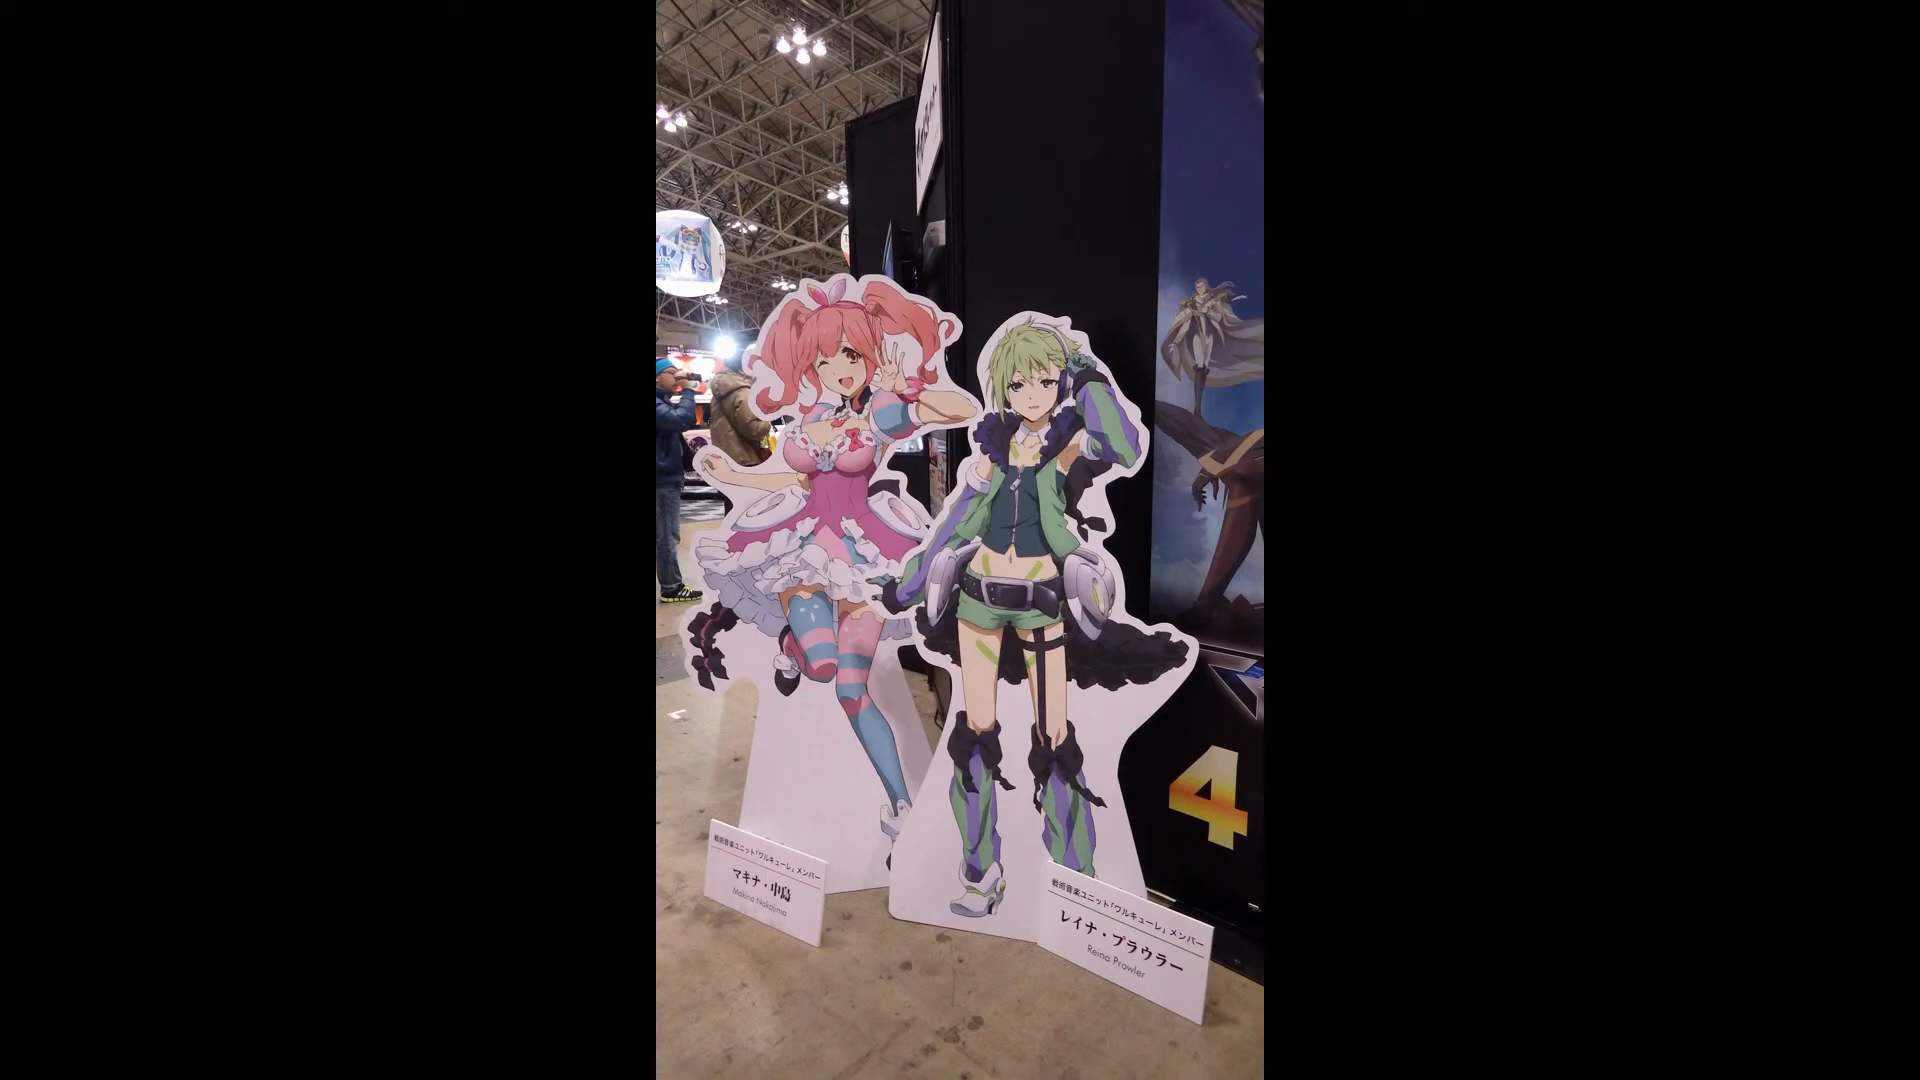 戦術音楽ユニット「ワルキューレ」メンバー
マキナ・中島
Makina Nakajima
戦術音楽ユニット「ワルキューレ」メンバー
レイナ・プラウラー
Reina Prowler
4